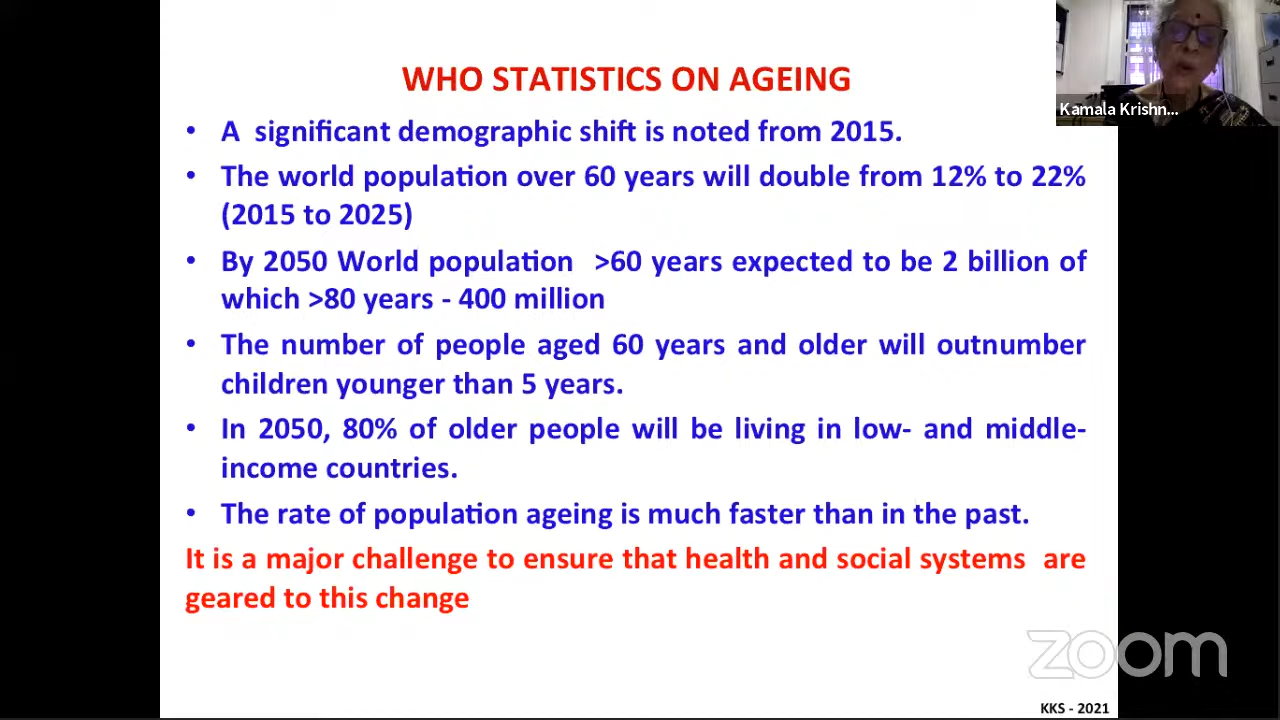 WHO STATISTICS ON AGEING
• A significant demographic shift is noted from 2015.
• The world population over 60 years will double from 12% to 22%
(2015 to 2025)
• By 2050 World population >60 years expected to be 2 billion of
which >80 years - 400 million
• The number of people aged 60 years and older will outnumber
children younger than 5 years.
• In 2050, 80% of older people will be living in low- and middle-
income countries.
• The rate of population ageing is much faster than in the past.
It is a major challenge to ensure that health and social systems are
geared to this change
Kamala Krishn...
zoom
KKS - 2021